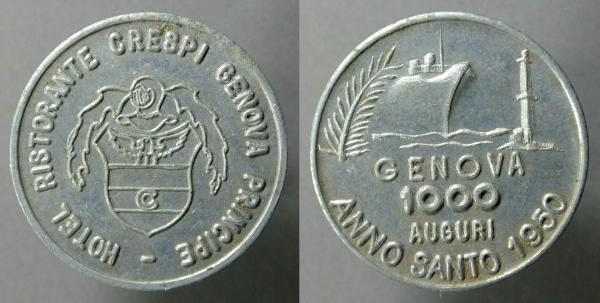 HOTEL RISTORANTE CRESPI GENOVA PRINCIPE -
C
GENOVA
1000
AUGURI
ANNO SANTO 1950